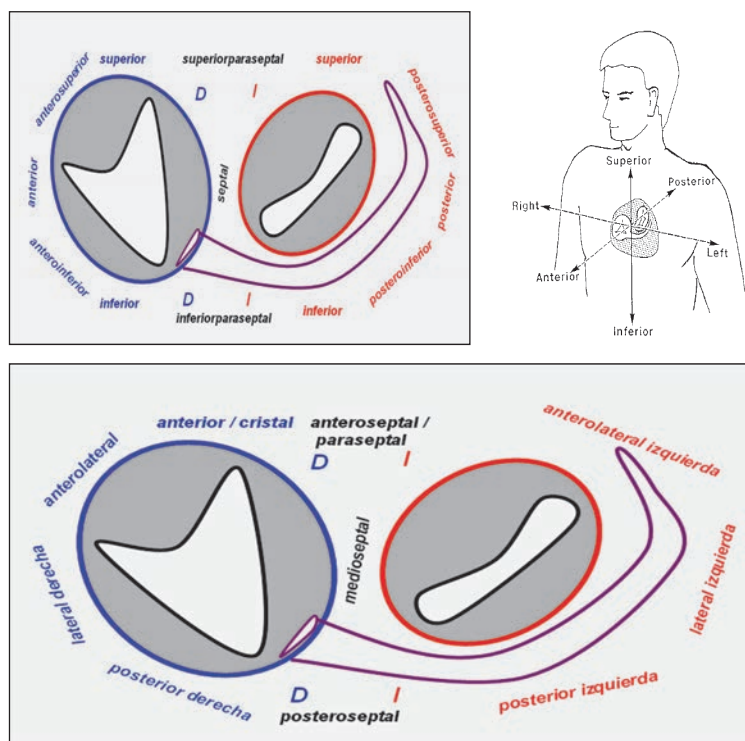 superior
superiorparaseptal
superior
anterosuperior
D
I
posterosuperior
anterior
septal
posterior
anteroinferior
posteroinferior
inferior
D
I
inferior
inferiorparaseptal
Superior
Posterior
Right
Left
Anterior
Inferior
anterior / cristal
anteroseptal /
paraseptal
anterolateral izquierda
anterolateral
D
I
medioseptal
lateral derecha
lateral izquierda
posterior derecha
D
I
posterior izquierda
posteroseptal